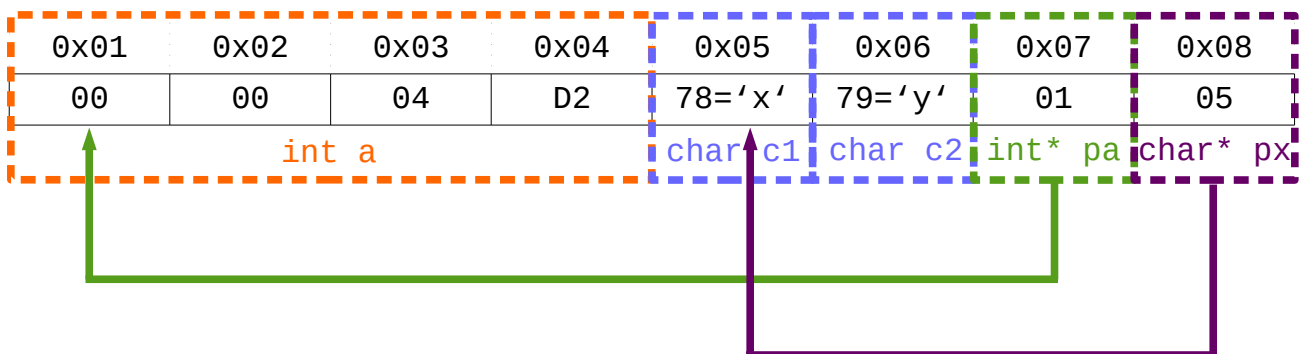 0x01 0x02 0x03 0x04 0x05 0x06 0x07 0x08
00 00 04 D2 78=‘x‘ 79=‘y‘ 01 05
int a char c1 char c2 int* pa char* px